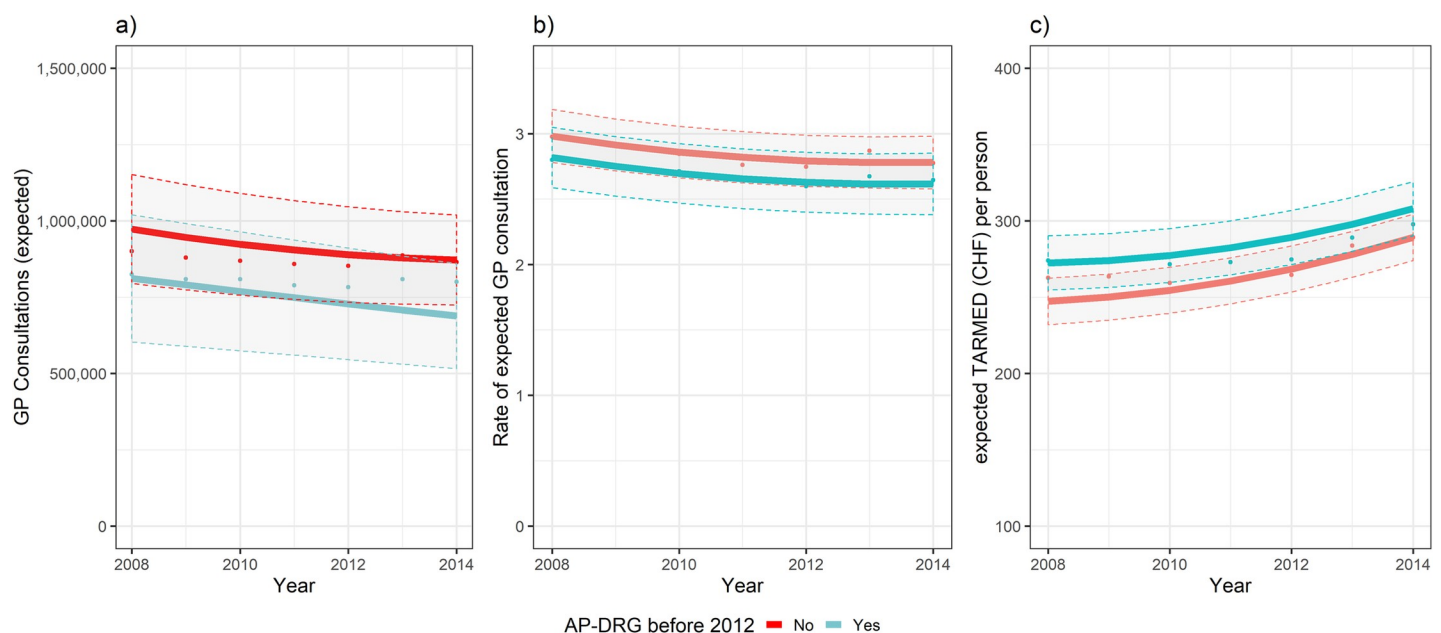 a)
GP Consultations (expected)
1,500,000
1,000,000
500,000
0
2008
2010
2012
2014
Year
b)
Rate of expected GP consultation
3
2
1
0
2008
2010
2012
2014
Year
c)
expected TARMED (CHF) per person
400
300
200
100
2008
2010
2012
2014
Year
AP-DRG before 2012 No Yes